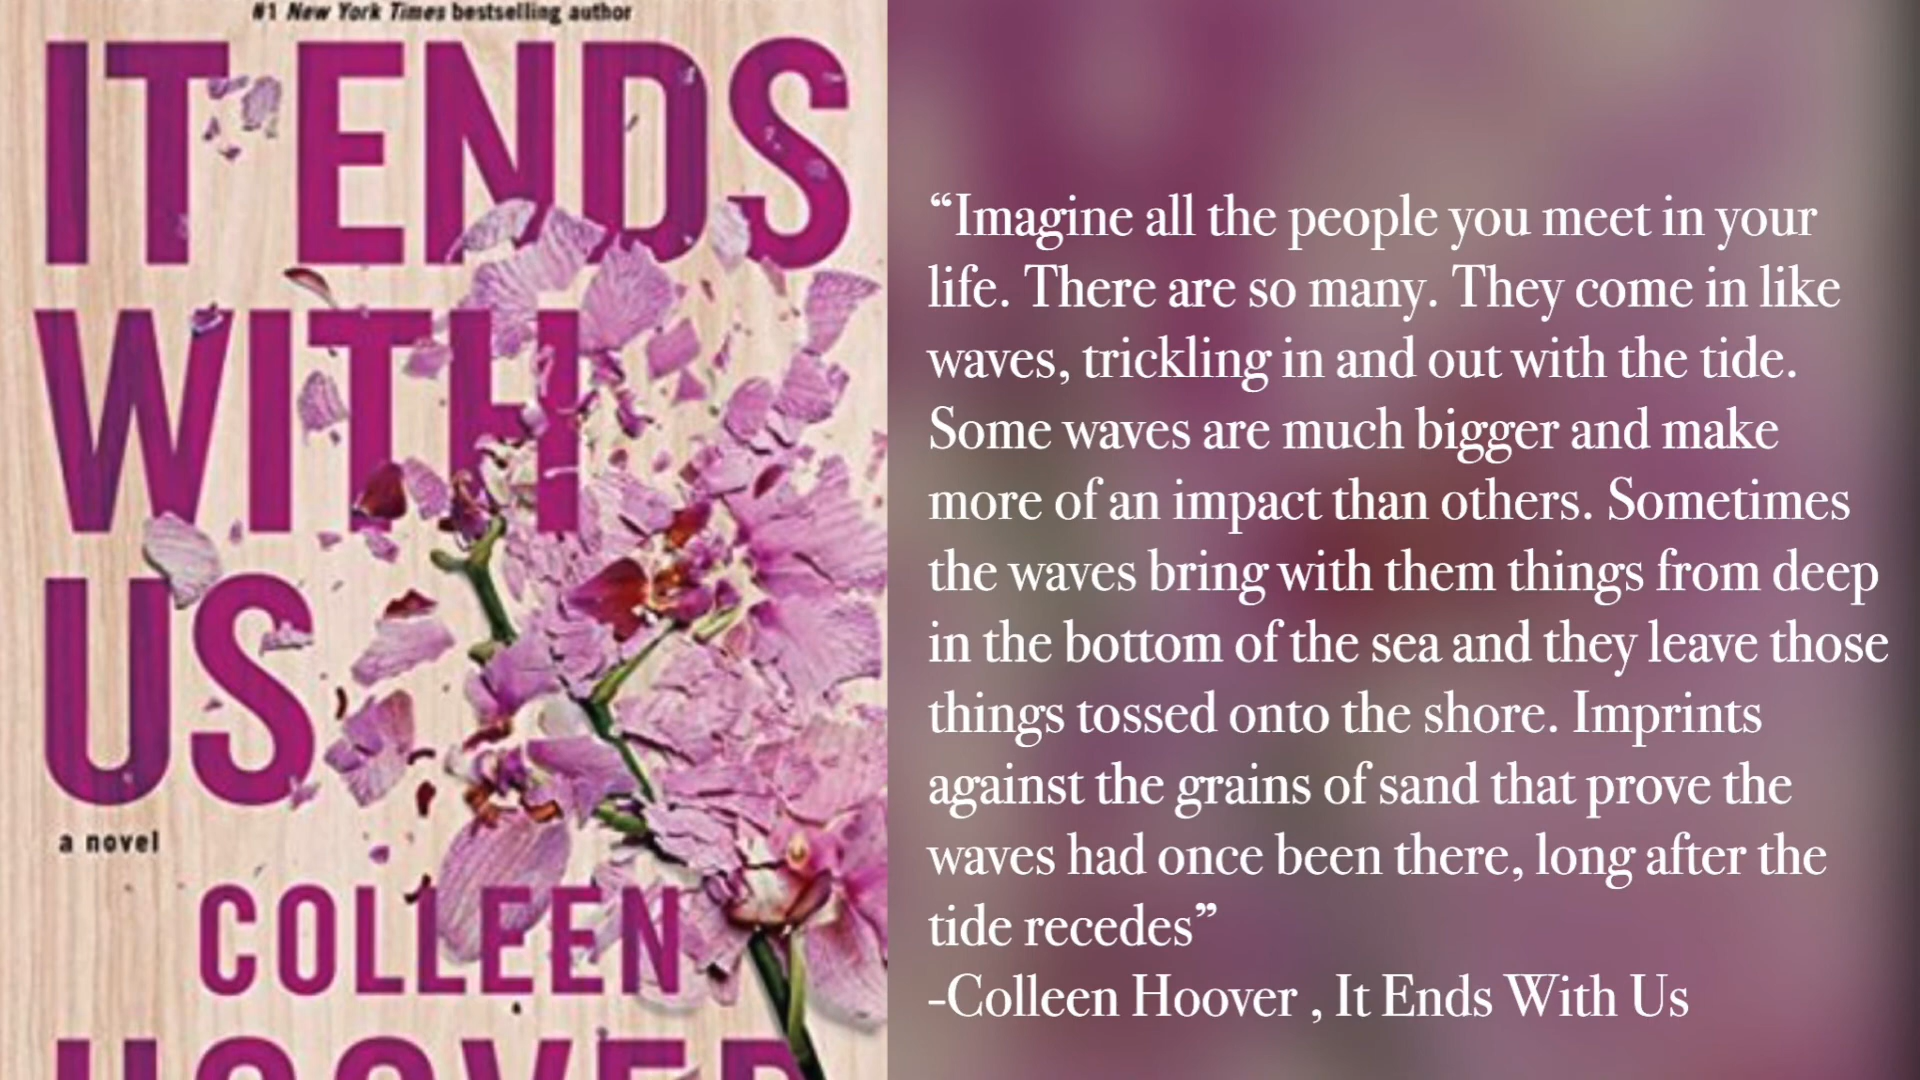 #1 New York Times bestselling author
IT ENDS
WITH
US
a novel
COLLEEN
HOOVER
“Imagine all the people you meet in your
life. There are so many. They come in like
waves, trickling in and out with the tide.
Some waves are much bigger and make
more of an impact than others. Sometimes
the waves bring with them things from deep
in the bottom of the sea and they leave those
things tossed onto the shore. Imprints
against the grains of sand that prove the
waves had once been there, long after the
tide recedes”
-Colleen Hoover , It Ends With Us